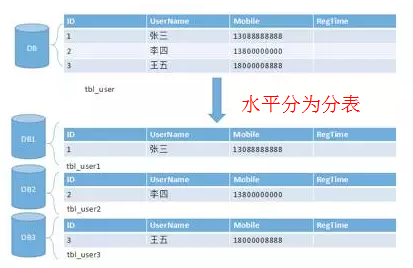 ID UserName Mobile RegTime
1 张三 13088888888
DB
2 李四 13800000000
3 王五 18000008888
tbl_user
水平分为分表
ID UserName Mobile RegTime
DB1
1 张三 13088888888
tbl_user1
ID UserName Mobile RegTime
DB2
2 李四 13800000000
tbl_user2
ID UserName Mobile RegTime
DB3
3 王五 18000008888
tbl_user3